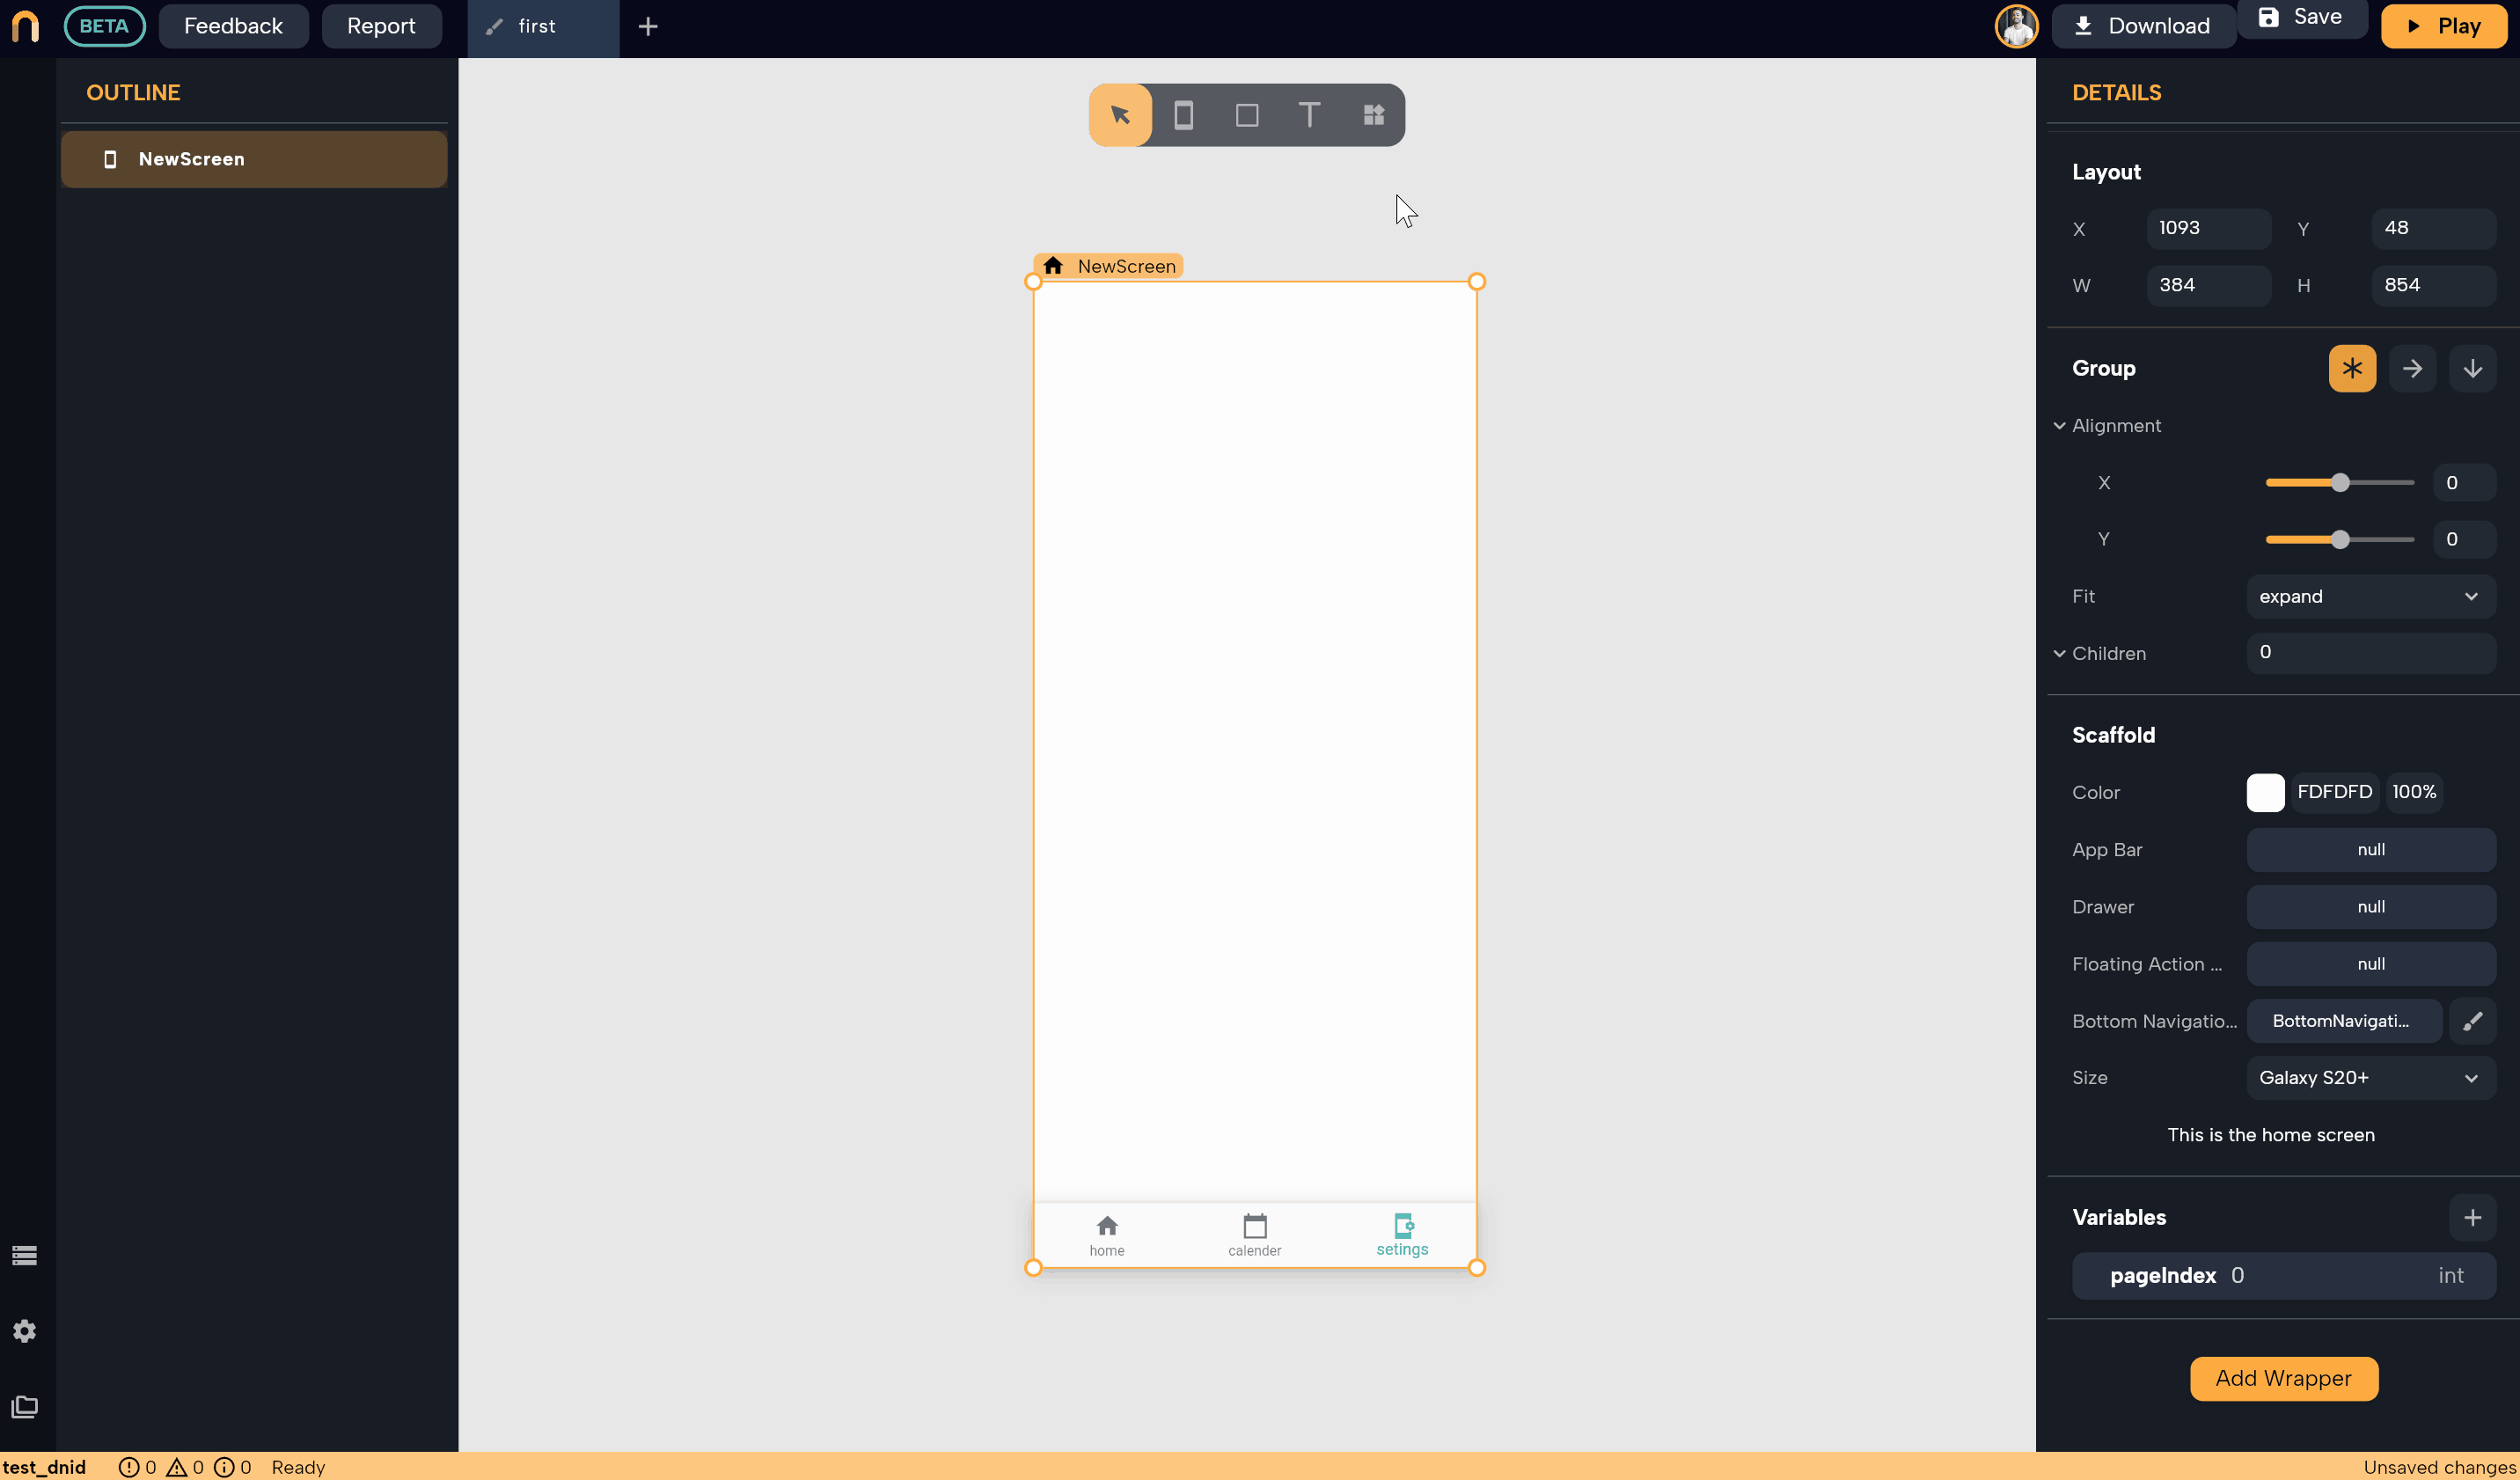 BETA
Feedback
Report
first
Download
Save
Play
OUTLINE
NewScreen
NewScreen
home
calender
setings
DETAILS
Layout
X 1093 Y 48
W 384 H 854
Group
Alignment
X 0
Y 0
Fit expand
Children 0
Scaffold
Color FDFDFD 100%
App Bar null
Drawer null
Floating Action ... null
Bottom Navigatio... BottomNavigati...
Size Galaxy S20+
This is the home screen
Variables
pageIndex 0 int
Add Wrapper
test_dnid 0 0 0 Ready
Unsaved changes